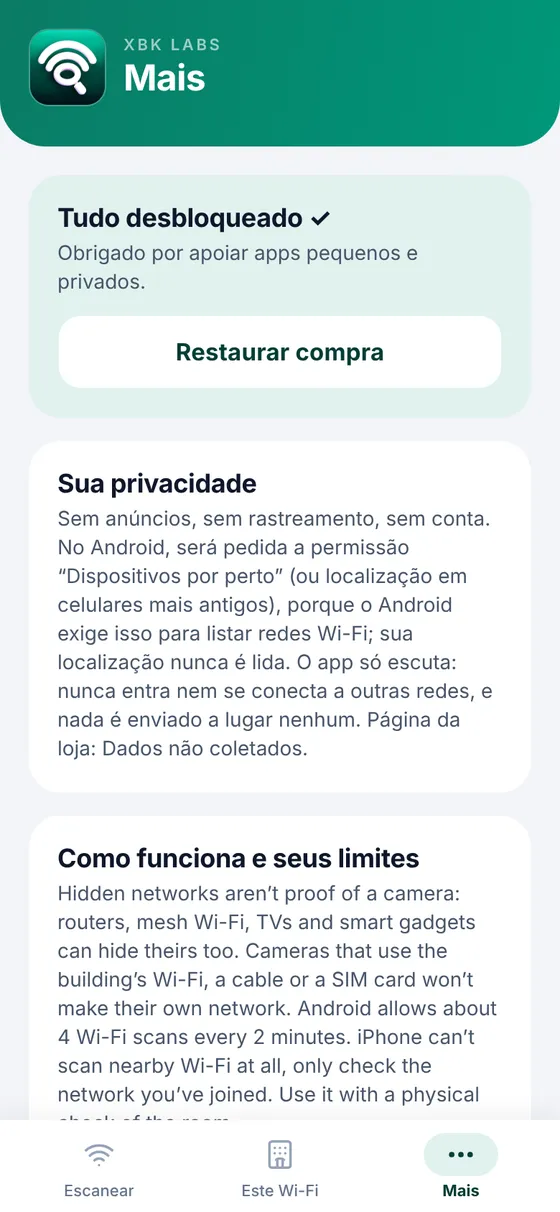 XBK LABS
Mais
Tudo desbloqueado ✓
Obrigado por apoiar apps pequenos e
privados.
Restaurar compra
Sua privacidade
Sem anúncios, sem rastreamento, sem conta.
No Android, será pedida a permissão
“Dispositivos por perto” (ou localização em
celulares mais antigos), porque o Android
exige isso para listar redes Wi-Fi; sua
localização nunca é lida. O app só escuta:
nunca entra nem se conecta a outras redes, e
nada é enviado a lugar nenhum. Página da
loja: Dados não coletados.
Como funciona e seus limites
Hidden networks aren’t proof of a camera:
routers, mesh Wi-Fi, TVs and smart gadgets
can hide theirs too. Cameras that use the
building’s Wi-Fi, a cable or a SIM card won’t
make their own network. Android allows about
4 Wi-Fi scans every 2 minutes. iPhone can’t
scan nearby Wi-Fi at all, only check the
network you’ve joined. Use it with a physical
Escanear
Este Wi-Fi
Mais